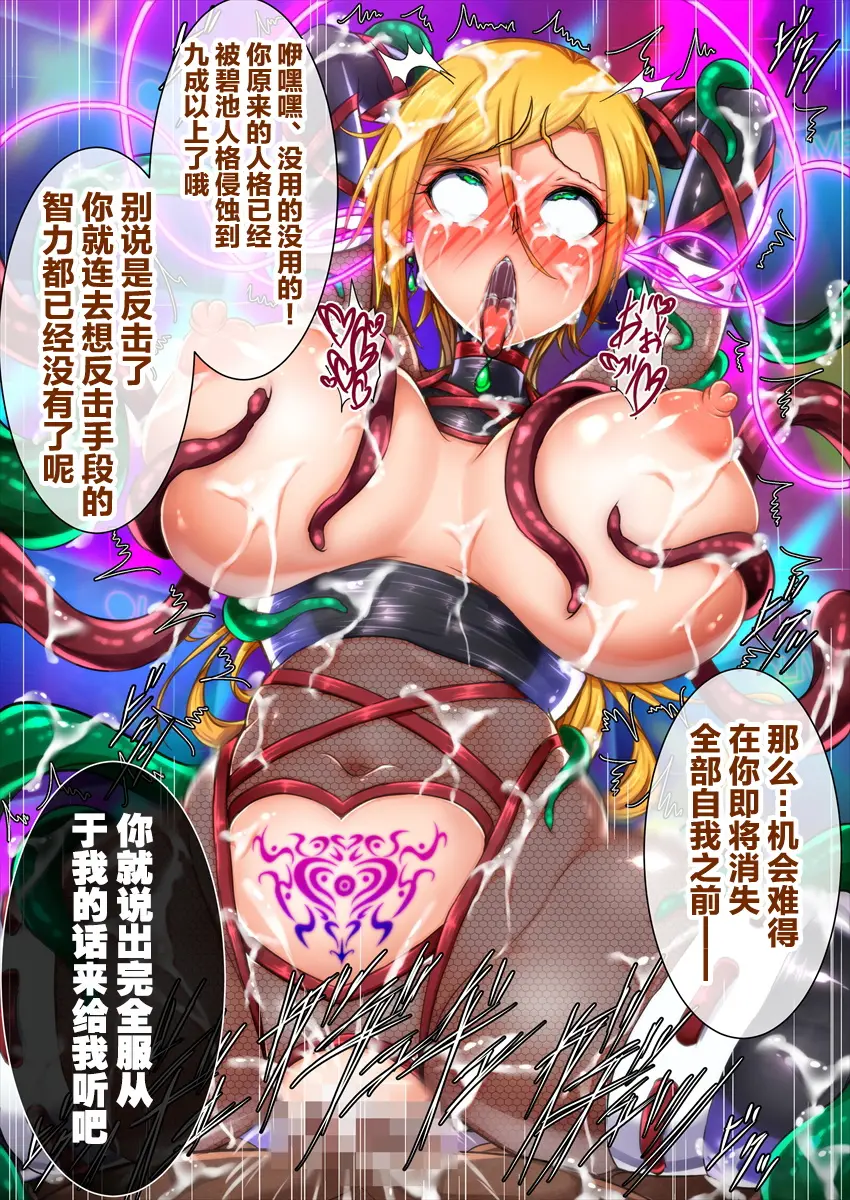 咿嘿嘿、没用的没用的！
你原来的人格已经
被碧池人格侵蚀到
九成以上了哦
别说是反击了
你就连去想反击手段的
智力都已经没有了呢
那么…机会难得
在你即将消失
全部自我之前——
你就说出完全服从
于我的话来给我听吧